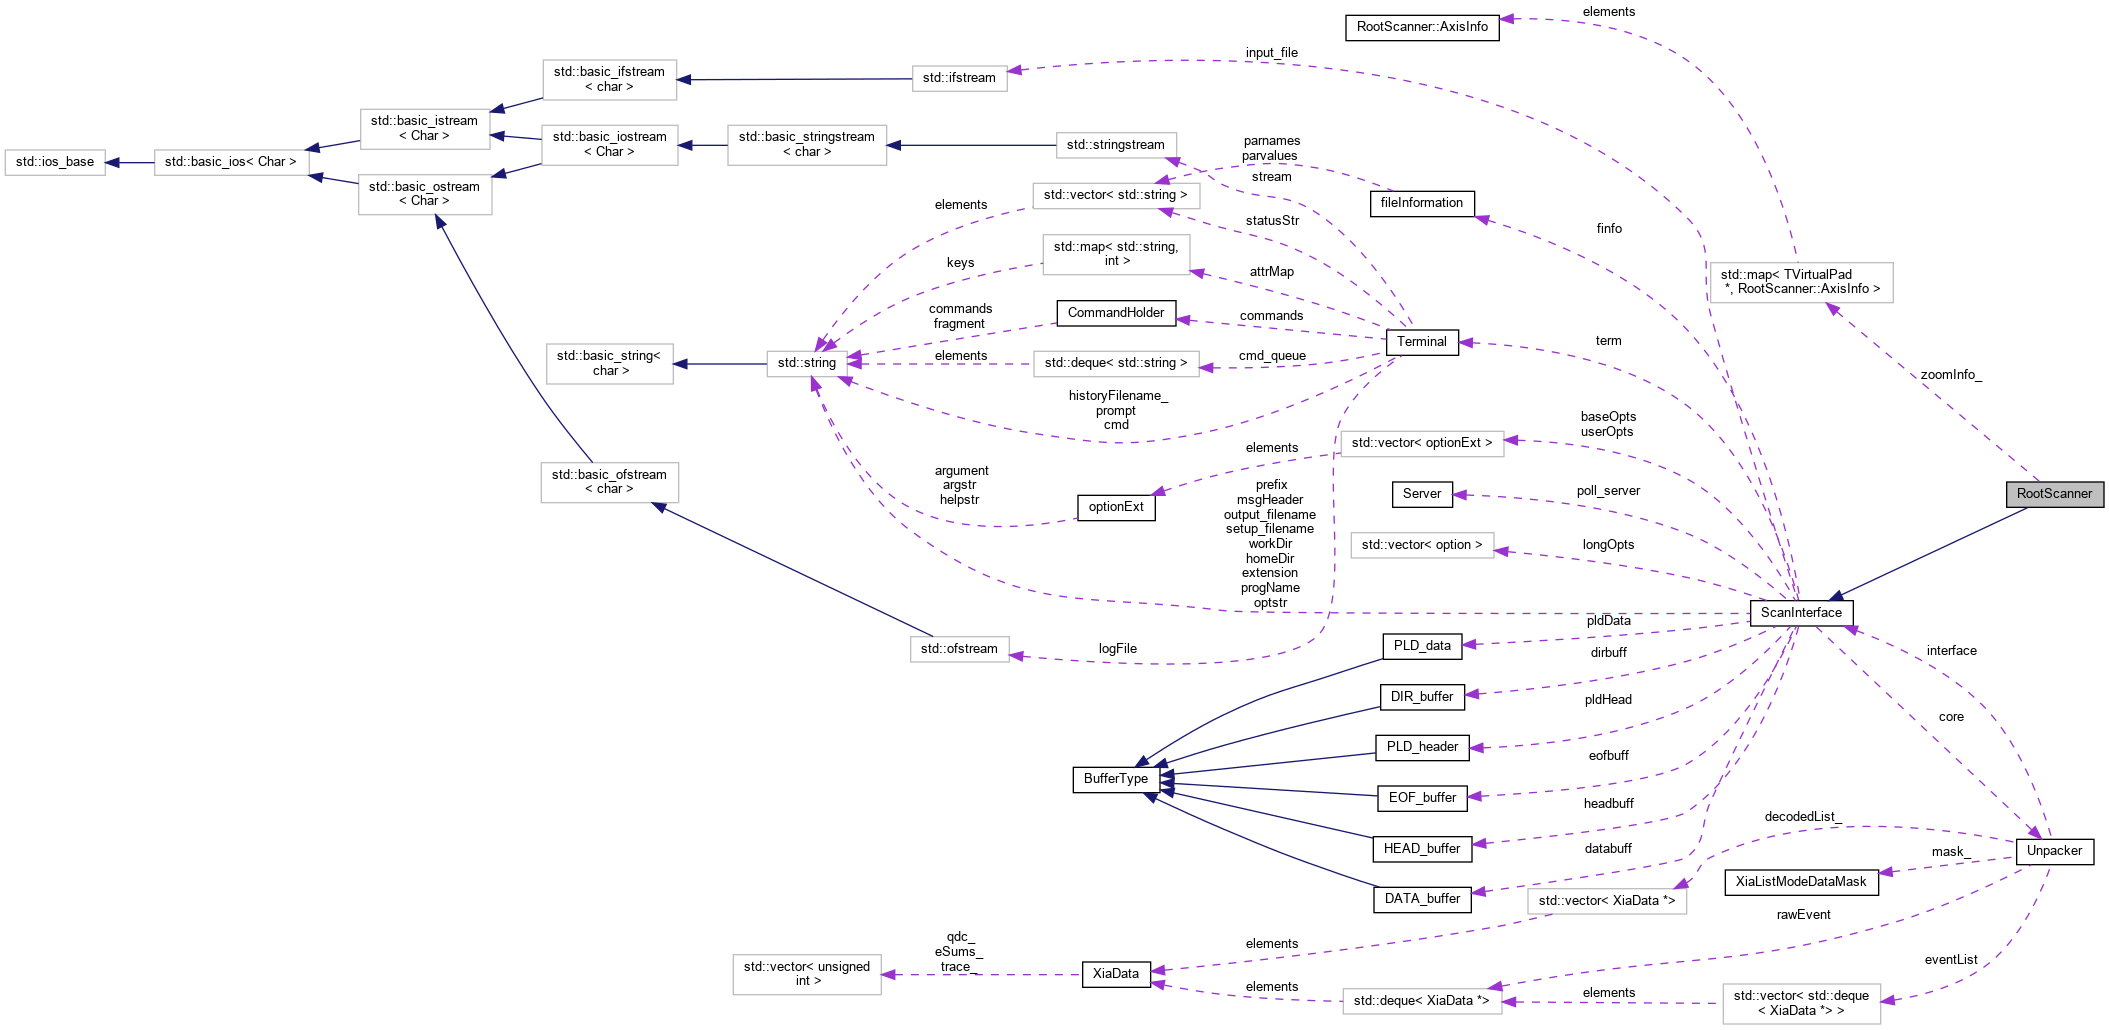 elements
RootScanner::AxisInfo
input_file
std::basic_ifstream
< char >
std::ifstream
std::basic_istream
< Char >
std::basic_iostream
< Char >
std::basic_stringstream
< char >
std::stringstream
parnames
parvalues
std::ios_base
std::basic_ios< Char >
stream
std::basic_ostream
< Char >
std::vector< std::string >
fileInformation
elements
statusStr
finfo
std::map< std::string,
int >
keys
attrMap
std::map< TVirtualPad
*, RootScanner::AxisInfo >
commands
fragment
CommandHolder
commands
Terminal
term
std::basic_string<
char >
std::string
elements
std::deque< std::string >
cmd_queue
zoomInfo_
historyFilename_
prompt
cmd
baseOpts
userOpts
std::vector< optionExt >
elements
std::basic_ofstream
< char >
argument
argstr
helpstr
optionExt
prefix
msgHeader
output_filename
setup_filename
workDir
homeDir
extension
progName
optstr
Server
poll_server
RootScanner
std::vector< option >
longOpts
ScanInterface
pldData
std::ofstream
logFile
PLD_data
dirbuff
interface
DIR_buffer
pldHead
core
PLD_header
eofbuff
BufferType
EOF_buffer
headbuff
decodedList_
HEAD_buffer
databuff
mask_
Unpacker
XiaListModeDataMask
DATA_buffer
std::vector< XiaData *>
rawEvent
qdc_
eSums_
trace_
elements
eventList
std::vector< unsigned
int >
XiaData
elements
std::deque< XiaData *>
elements
std::vector< std::deque
< XiaData *> >